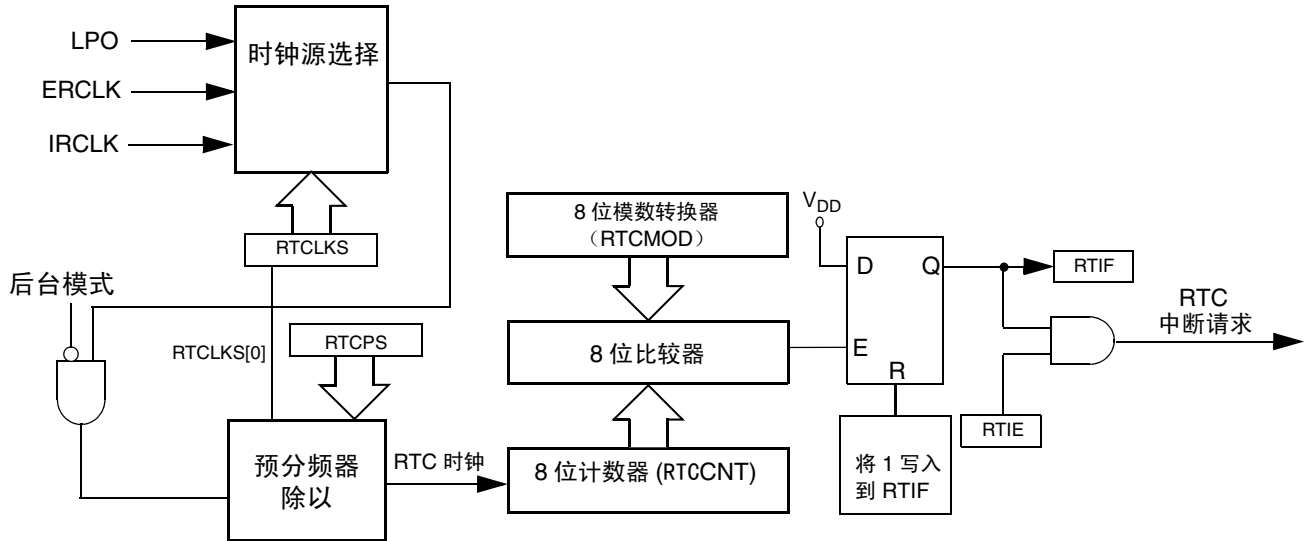 LPO
ERCLK
IRCLK
时钟源选择
RTCLKS
后台模式
RTCLKS[0]
RTCPS
预分频器
除以
RTC 时钟
8 位模数转换器
（RTCMOD）
8 位比较器
8 位计数器 (RTCCNT)
VDD
D
Q
E
R
将 1 写入
到 RTIF
RTIF
RTIE
RTC
中断请求